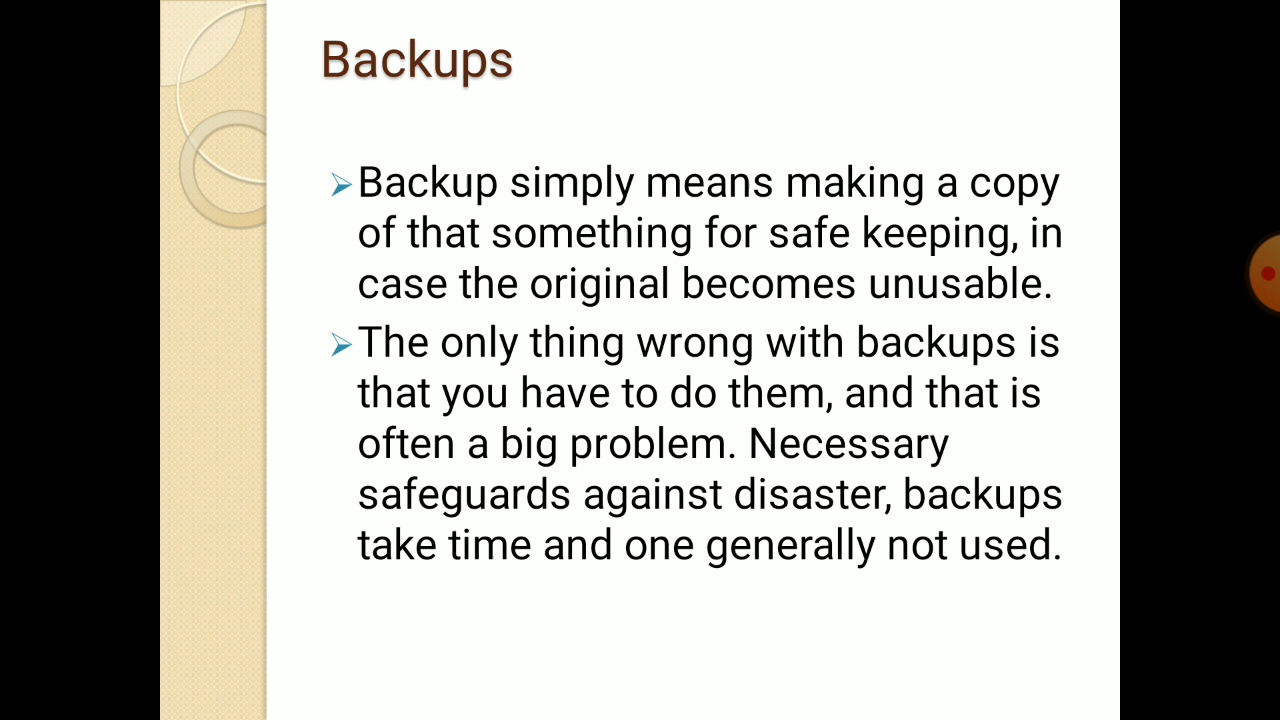 Backups
Backup simply means making a copy
of that something for safe keeping, in
case the original becomes unusable.
The only thing wrong with backups is
that you have to do them, and that is
often a big problem. Necessary
safeguards against disaster, backups
take time and one generally not used.